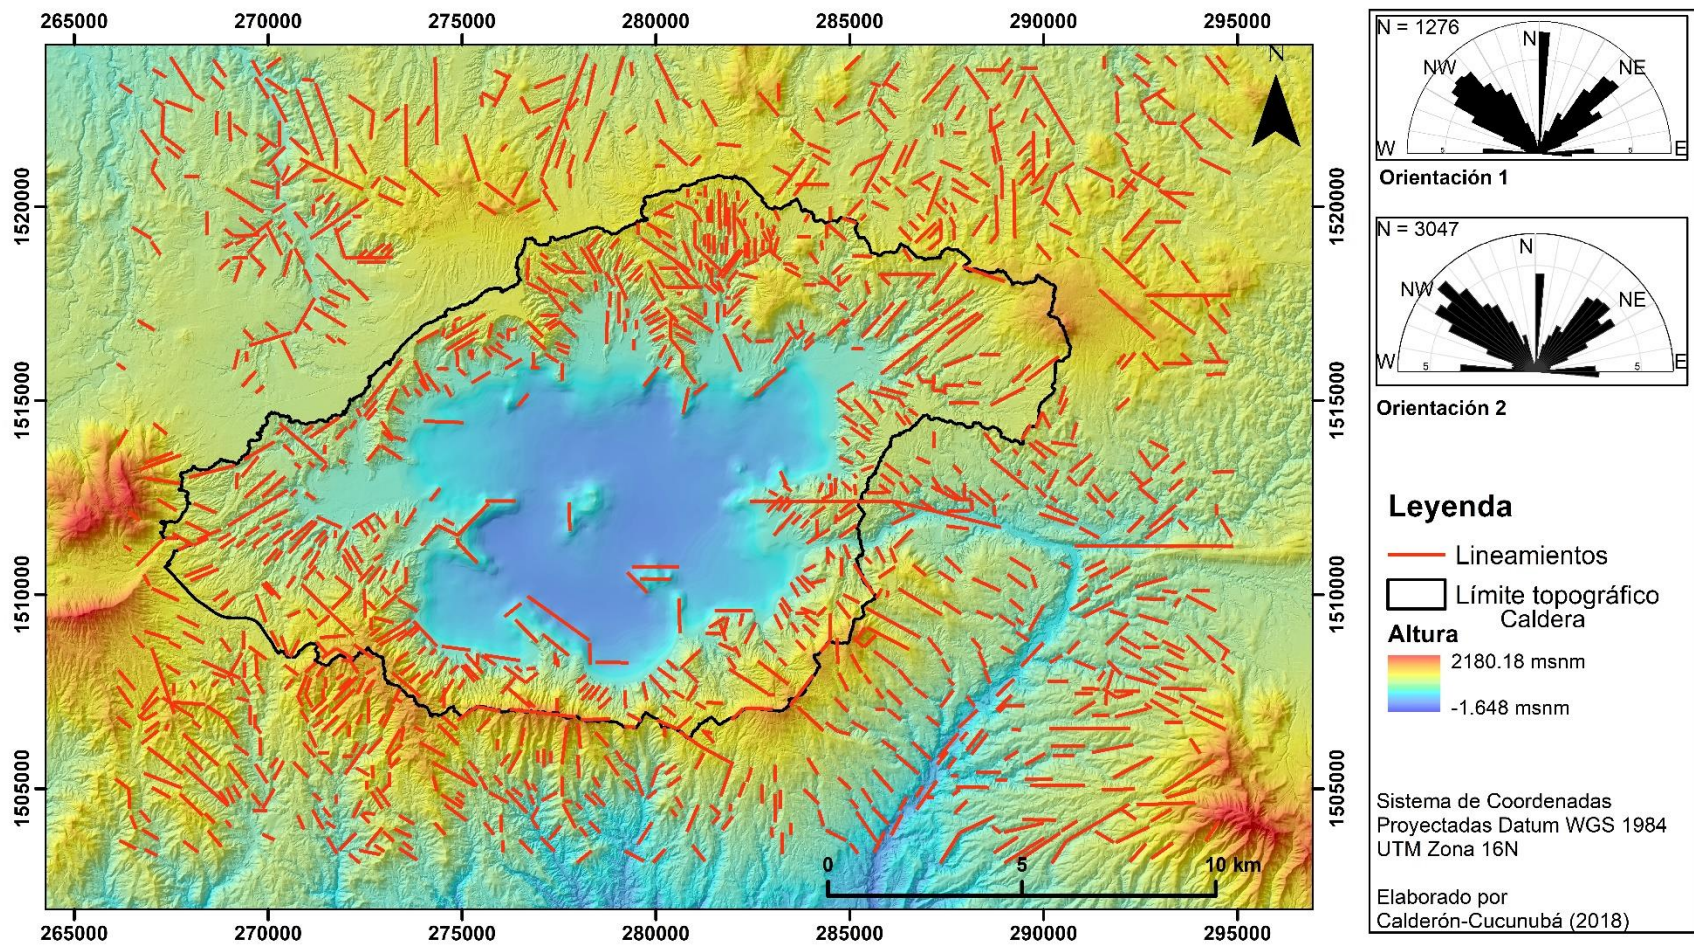 265000 270000 275000 280000 285000 290000 295000
N
1520000
1515000
1510000
1505000
1520000
1515000
1510000
1505000
0 5 10 km
265000 270000 275000 280000 285000 290000 295000
N = 1276
N
NW NE
W 5 5 E
Orientación 1
N = 3047
N
NW NE
W 5 5 E
Orientación 2
Leyenda
Lineamientos
Límite topográfico
Caldera
Altura
2180.18 msnm
-1.648 msnm
Sistema de Coordenadas
Proyectadas Datum WGS 1984
UTM Zona 16N
Elaborado por
Calderón-Cucunubá (2018)